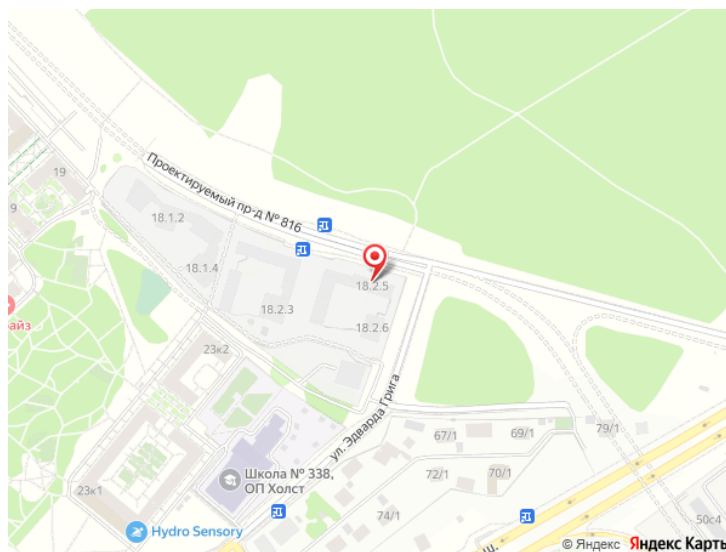 Проектируемый пр-д № 816
19
9
18.1.2
18.1.4
18.2.5
18.2.3
18.2.6
айз
23к2
ул. Эдварда Грига
67/1
69/1
79/1
72/1
70/1
Школа № 338,
ОП Холст
23к1
74/1
50с4
Hydro Sensory
ш.
© Яндекс Яндекс Карты